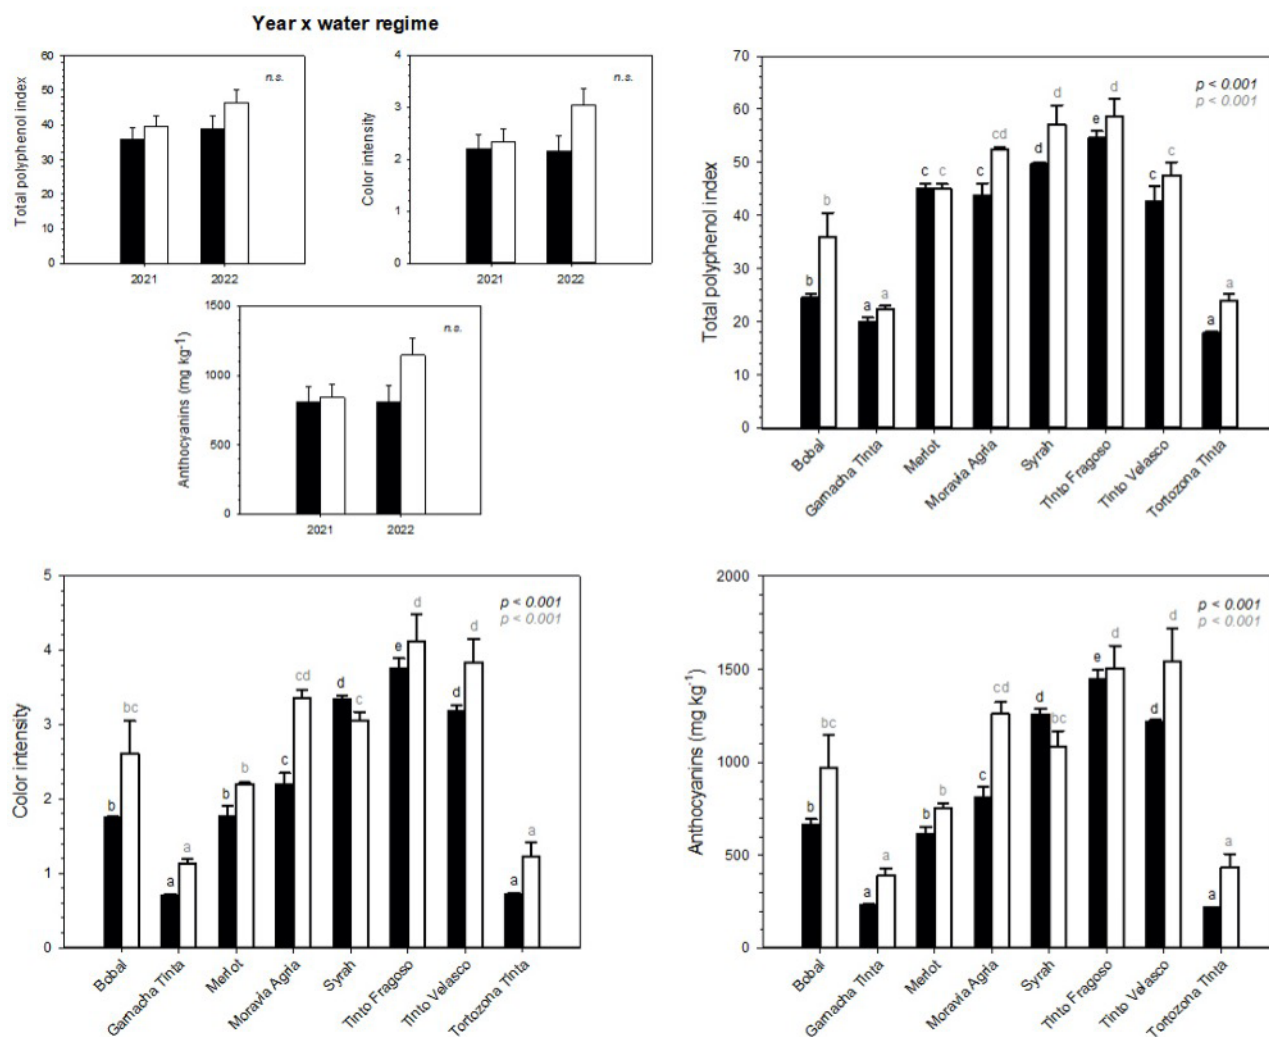 Year x water regime
Total polyphenol index
60
50
40
30
20
10
0
n.s.
2021
2022
Color intensity
4
3
2
1
0
n.s.
2021
2022
Anthocyanins (mg kg-1)
1500
1000
500
0
n.s.
2021
2022
Total polyphenol index
70
60
50
40
30
20
10
0
p < 0.001
p < 0.001
b b a a c c c cd d d e d c c a a
Bobal
Garnacha Tinta
Merlot
Moravia Agria
Syrah
Tinto Fragoso
Tinto Velasco
Tortozona Tinta
Color intensity
5
4
3
2
1
0
p < 0.001
p < 0.001
b bc a a b b c cd d c e d d d a a
Bobal
Garnacha Tinta
Merlot
Moravia Agria
Syrah
Tinto Fragoso
Tinto Velasco
Tortozona Tinta
Anthocyanins (mg kg-1)
2000
1500
1000
500
0
p < 0.001
p < 0.001
b bc a a b b c cd d bc e d d d a a
Bobal
Garnacha Tinta
Merlot
Moravia Agria
Syrah
Tinto Fragoso
Tinto Velasco
Tortozona Tinta